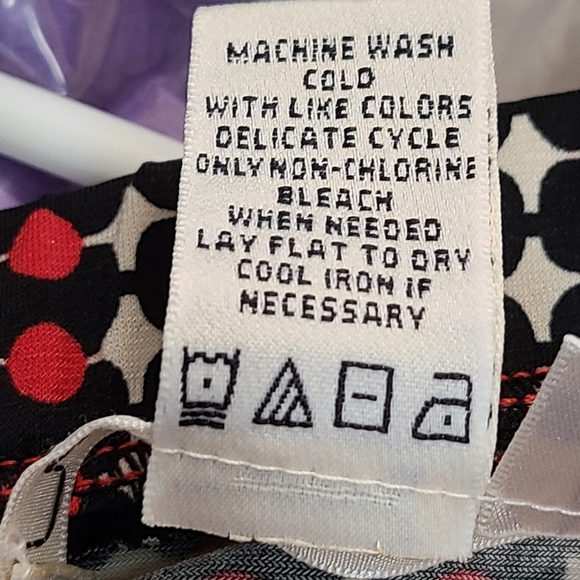 MACHINE WASH
COLD
WITH LIKE COLORS
DELICATE CYCLE
ONLY NON-CHLORINE
BLEACH
WHEN NEEDED
LAY FLAT TO DRY
COOL IRON IF
NECESSARY